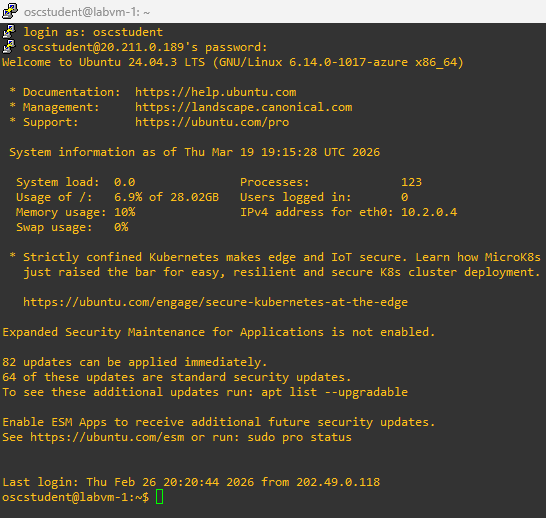 oscstudent@labvm-1: ~
login as: oscstudent
oscstudent@20.211.0.189's password:
Welcome to Ubuntu 24.04.3 LTS (GNU/Linux 6.14.0-1017-azure x86_64)
* Documentation:  https://help.ubuntu.com
* Management:     https://landscape.canonical.com
* Support:        https://ubuntu.com/pro
System information as of Thu Mar 19 19:15:28 UTC 2026
System load:  0.0               Processes:             123
Usage of /:   6.9% of 28.02GB   Users logged in:       0
Memory usage: 10%               IPv4 address for eth0: 10.2.0.4
Swap usage:   0%
* Strictly confined Kubernetes makes edge and IoT secure. Learn how MicroK8s
just raised the bar for easy, resilient and secure K8s cluster deployment.
https://ubuntu.com/engage/secure-kubernetes-at-the-edge
Expanded Security Maintenance for Applications is not enabled.
82 updates can be applied immediately.
64 of these updates are standard security updates.
To see these additional updates run: apt list --upgradable
Enable ESM Apps to receive additional future security updates.
See https://ubuntu.com/esm or run: sudo pro status
Last login: Thu Feb 26 20:20:44 2026 from 202.49.0.118
oscstudent@labvm-1:~$